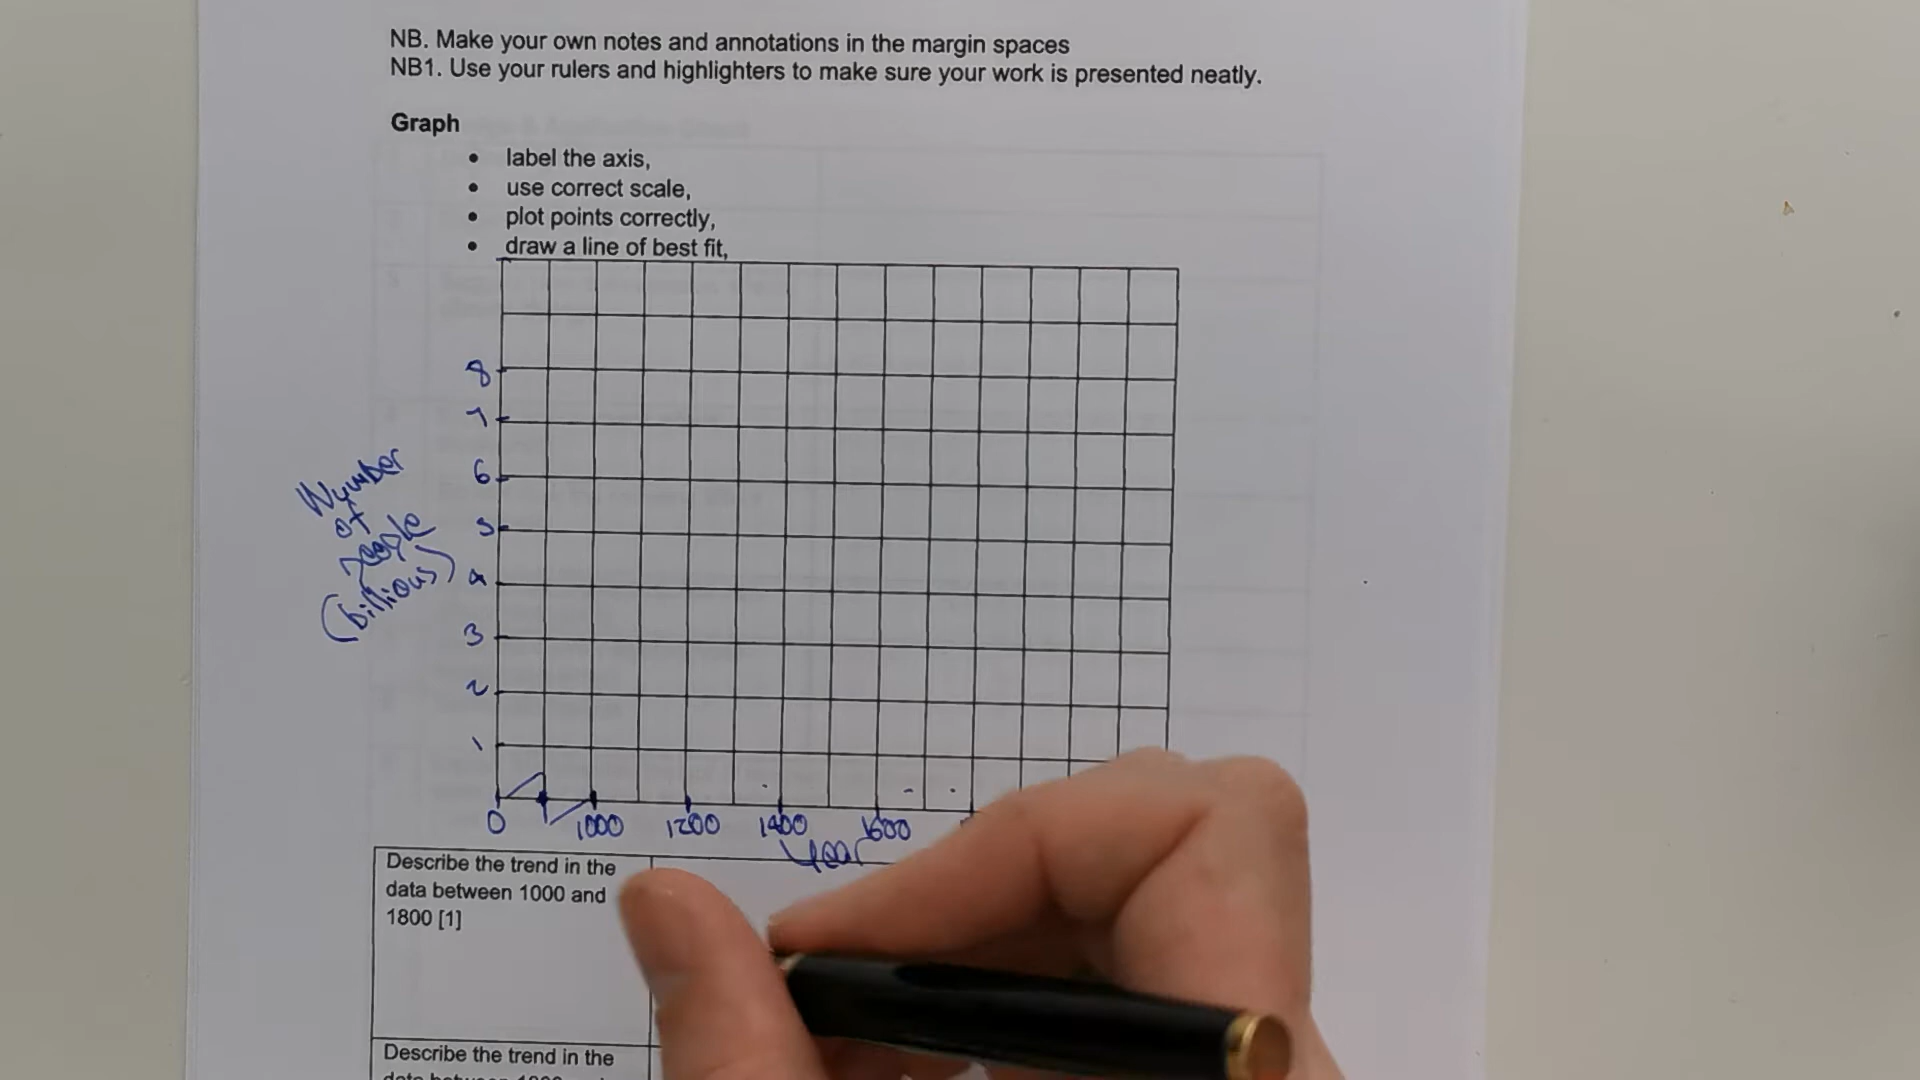 NB. Make your own notes and annotations in the margin spaces
NB1. Use your rulers and highlighters to make sure your work is presented neatly.
Graph
• label the axis,
• use correct scale,
• plot points correctly,
• draw a line of best fit,
8
7
6
5
4
3
2
1
Number
of
people
(billions)
0 1000 1200 1400 1600
Year
Describe the trend in the
data between 1000 and
1800 [1]
Describe the trend in the